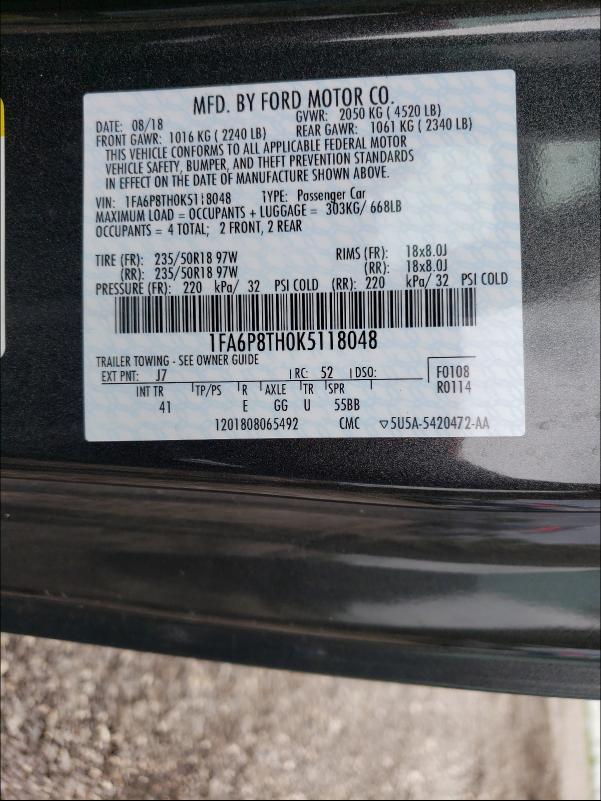 MFD. BY FORD MOTOR CO.
DATE: 08/18 GVWR: 2050 KG ( 4520 LB)
FRONT GAWR: 1016 KG ( 2240 LB) REAR GAWR: 1061 KG ( 2340 LB)
THIS VEHICLE CONFORMS TO ALL APPLICABLE FEDERAL MOTOR
VEHICLE SAFETY, BUMPER, AND THEFT PREVENTION STANDARDS
IN EFFECT ON THE DATE OF MANUFACTURE SHOWN ABOVE.
VIN: 1FA6P8TH0K5118048 TYPE: Passenger Car
MAXIMUM LOAD = OCCUPANTS + LUGGAGE = 303KG/ 668LB
OCCUPANTS = 4 TOTAL; 2 FRONT, 2 REAR
TIRE (FR): 235/50R18 97W RIMS (FR): 18x8.0J
(RR): 235/50R18 97W (RR): 18x8.0J
PRESSURE (FR): 220 kPa/ 32 PSI COLD (RR): 220 kPa/ 32 PSI COLD
1FA6P8TH0K5118048
TRAILER TOWING - SEE OWNER GUIDE
EXT PNT: J7 RC: 52 DSO: F0108
INT TR TP/PS R AXLE TR SPR R0114
41 E GG U 55BB
1201808065492 CMC ▽5U5A-5420472-AA